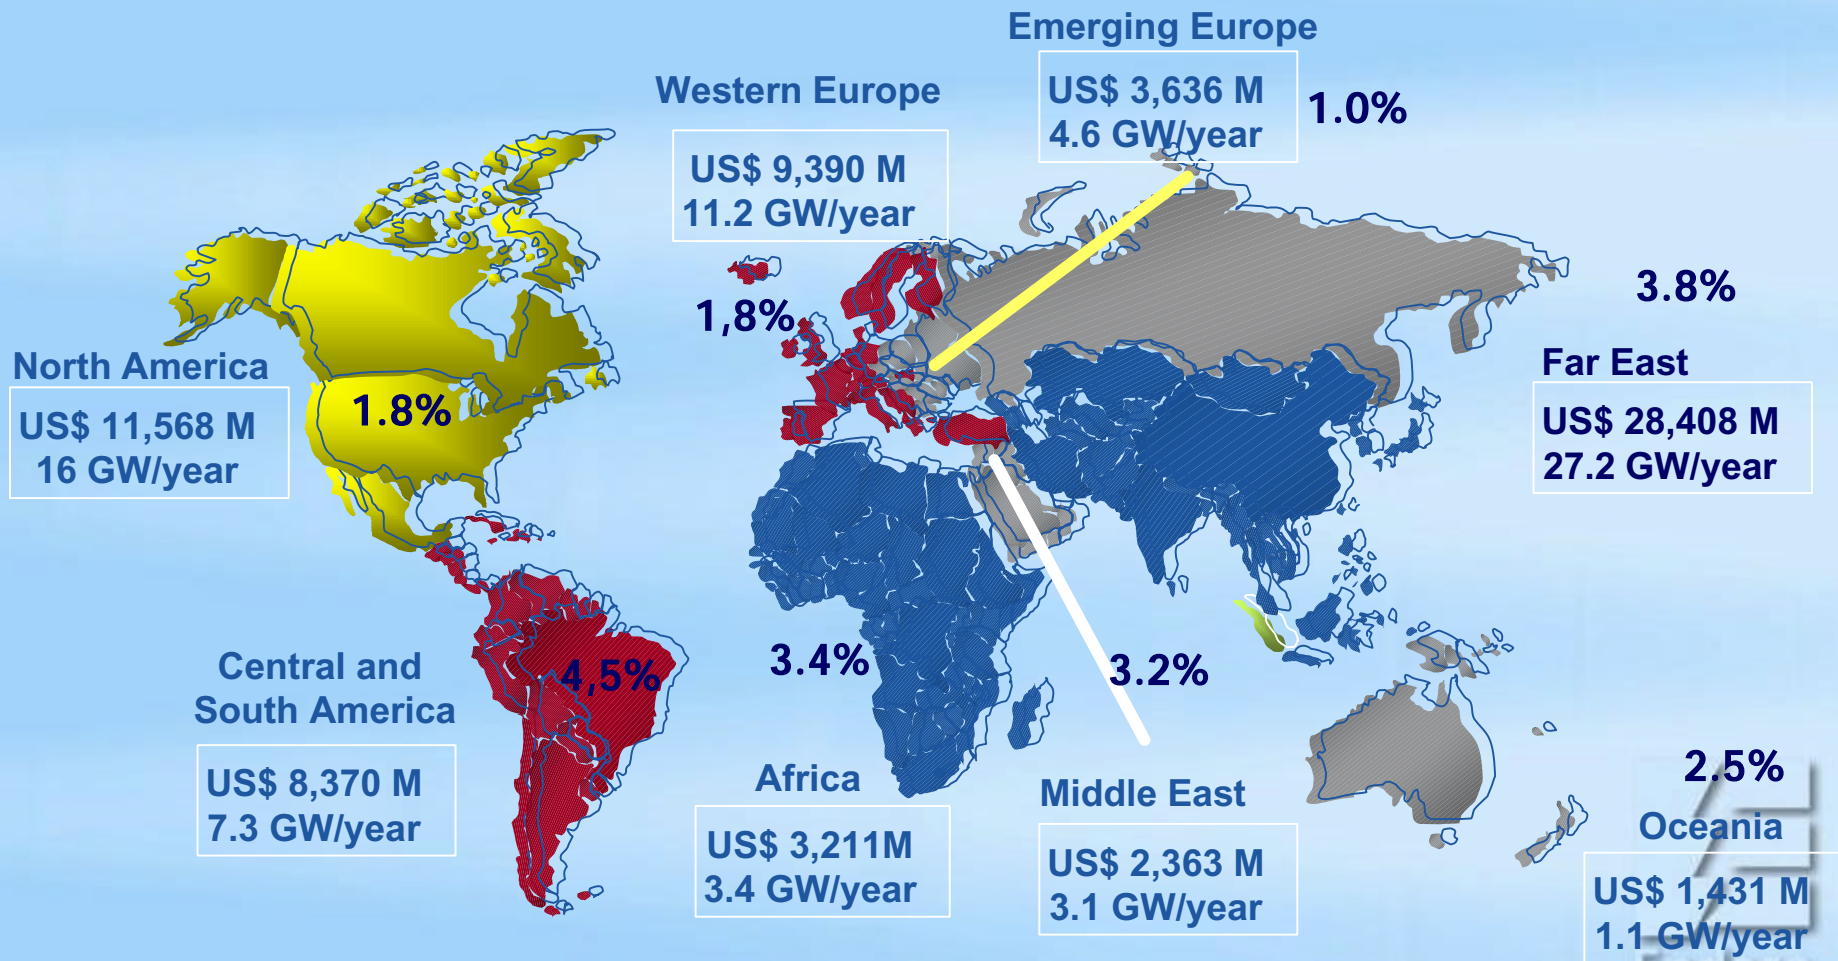 Emerging Europe
US$ 3,636 M
4.6 GW/year
1.0%
Western Europe
US$ 9,390 M
11.2 GW/year
1,8%
3.8%
Far East
US$ 28,408 M
27.2 GW/year
North America
US$ 11,568 M
16 GW/year
1.8%
Central and
South America
US$ 8,370 M
7.3 GW/year
4,5%
3.4%
Africa
US$ 3,211M
3.4 GW/year
3.2%
Middle East
US$ 2,363 M
3.1 GW/year
2.5%
Oceania
US$ 1,431 M
1.1 GW/year